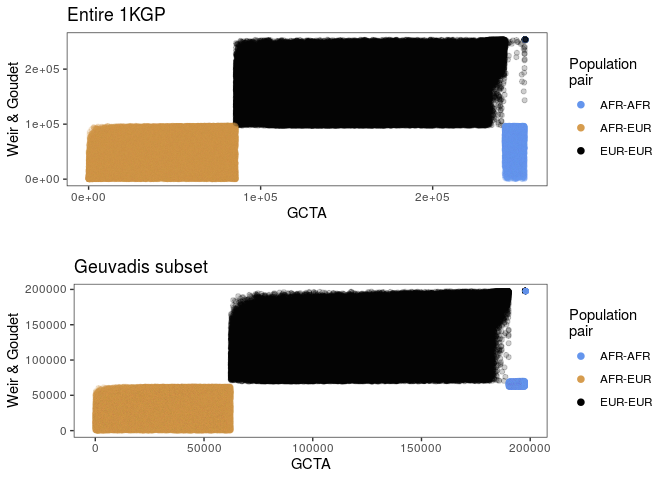 Entire 1KGP
Weir & Goudet
2e+05
1e+05
0e+00
0e+00 1e+05 2e+05
GCTA
Population
pair
AFR-AFR
AFR-EUR
EUR-EUR
Geuvadis subset
Weir & Goudet
200000
150000
100000
50000
0
0 50000 100000 150000 200000
GCTA
Population
pair
AFR-AFR
AFR-EUR
EUR-EUR